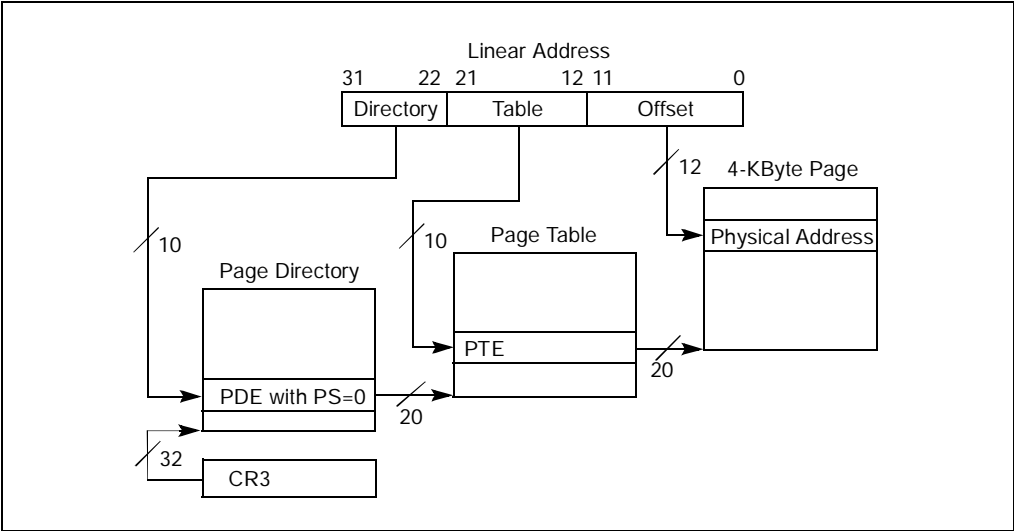 Linear Address
31 22 21 12 11 0
Directory Table Offset
12
4-KByte Page
Physical Address
10
10
Page Table
Page Directory
PTE
20
PDE with PS=0
20
32
CR3